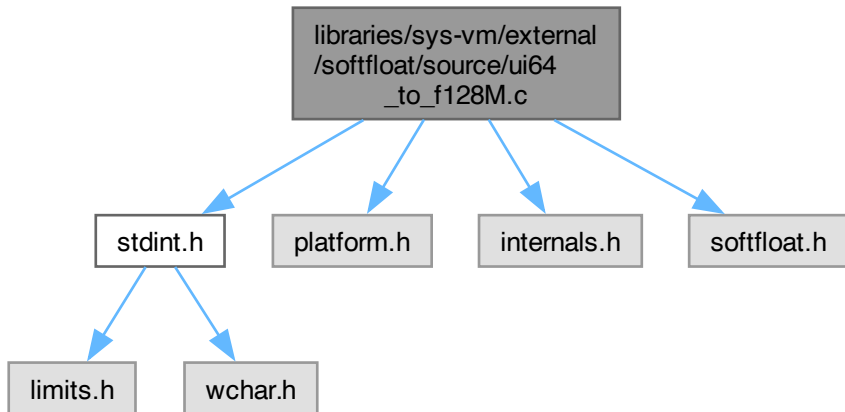 libraries/sys-vm/external
/softfloat/source/ui64
_to_f128M.c
stdint.h
platform.h
internals.h
softfloat.h
limits.h
wchar.h